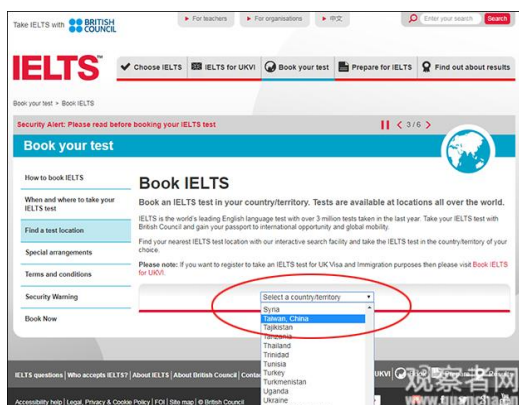 Take IELTS with BRITISH COUNCIL
For teachers For organisations 中文 Enter your search Search
IELTS™ Choose IELTS IELTS for UKVI Book your test Prepare for IELTS Find out about results
Book your test > Book IELTS
Security Alert: Please read before booking your IELTS test < 3/6 >
Book your test
How to book IELTS
When and where to take your IELTS test
Find a test location
Special arrangements
Terms and conditions
Security Warning
Book Now
Book IELTS
Book an IELTS test in your country/territory. Tests are available at locations all over the world.
IELTS is the world's leading English language test with over 3 million tests taken in the last year. Take your IELTS test with
British Council and gain your passport to international opportunity and global mobility.
Find your nearest IELTS test location with our interactive search facility and take the IELTS test in the country/territory of your
choice.
Please note: If you want to register to take an IELTS test for UK Visa and Immigration purposes then please visit Book IELTS
for UKVI.
Select a country/territory
Syria
Taiwan, China
Tajikistan
Tanzania
Thailand
Trinidad
Tunisia
Turkey
Turkmenistan
Uganda
Ukraine
IELTS questions | Who accepts IELTS? | About IELTS | About British Council | UKVI
Accessibility help | Legal, Privacy & Cookie Policy | FOI | Site map | © British Council
观察者网